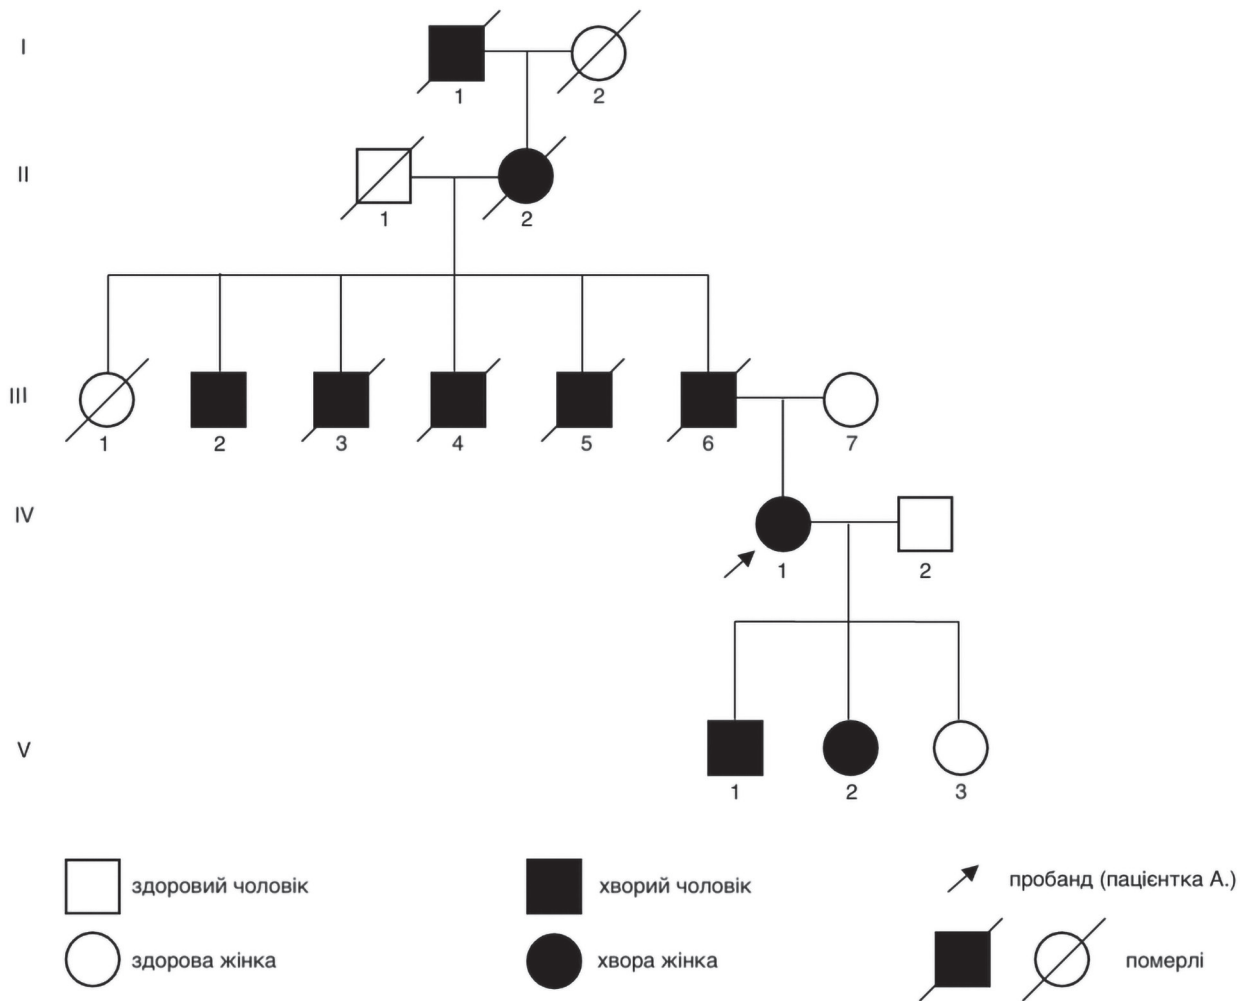 I
1
2
II
1
2
III
1
2
3
4
5
6
7
IV
1
2
V
1
2
3
здоровий чоловік
хворий чоловік
пробанд (пацієнтка А.)
здорова жінка
хвора жінка
померлі